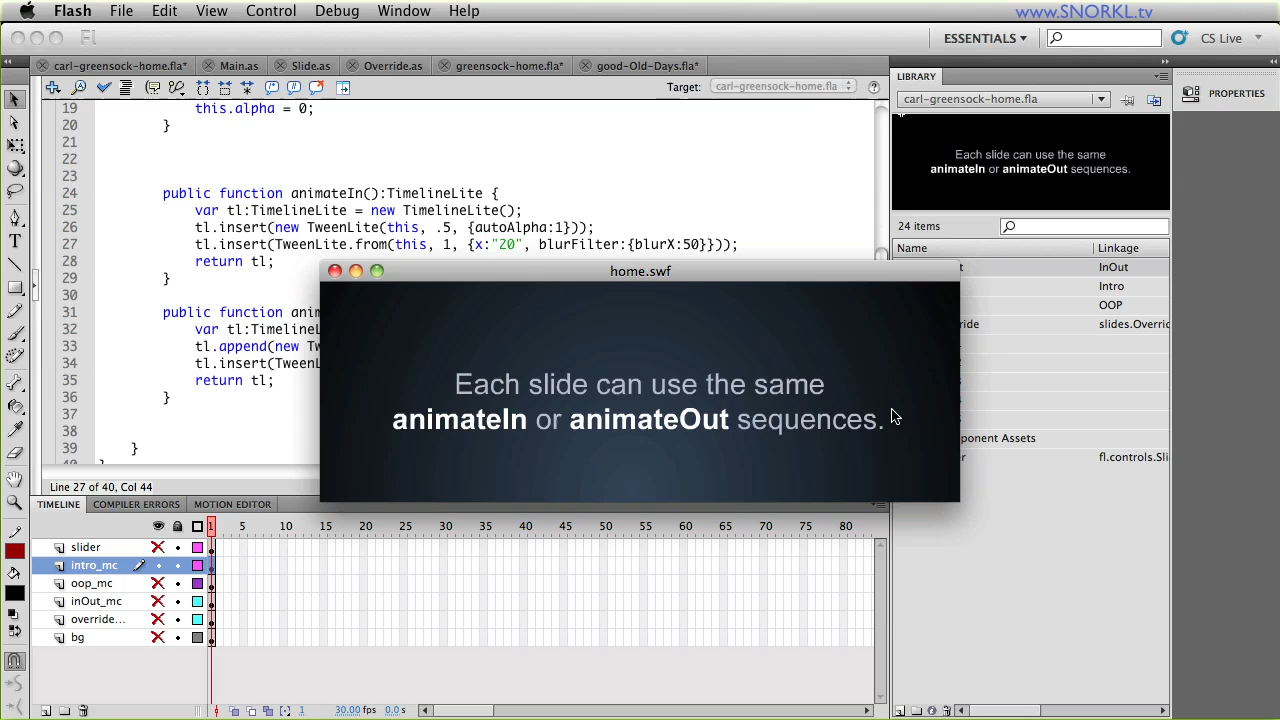 Flash File Edit View Control Debug Window Help
www.SNORKL.tv
Fl ESSENTIALS CS Live
carl-greensock-home.fla* Main.as Slide.as Override.as greensock-home.fla* good-Old-Days.fla*
Target: carl-greensock-home.fla
19 this.alpha = 0;
20 }
21
22
23
24 public function animateIn():TimelineLite {
25 var tl:TimelineLite = new TimelineLite();
26 tl.insert(new TweenLite(this, .5, {autoAlpha:1}));
27 tl.insert(TweenLite.from(this, 1, {x:"20", blurFilter:{blurX:50}}));
28 return tl;
29 }
30
31 public function ani
32 var tl:TimelineL
33 tl.append(new Tw
34 tl.insert(TweenL
35 return tl;
36 }
37
38
39 }
Line 27 of 40, Col 44
home.swf
Each slide can use the same
animateIn or animateOut sequences.
LIBRARY
carl-greensock-home.fla
Each slide can use the same
animateIn or animateOut sequences.
24 items
Name Linkage
t InOut
Intro
OOP
ride slides.Overric
ponent Assets
er fl.controls.Sli
PROPERTIES
TIMELINE COMPILER ERRORS MOTION EDITOR
1 5 10 15 20 25 30 35 40 45 50 55 60 65 70 75 80
slider
intro_mc
oop_mc
inOut_mc
override...
bg
1 30.00 fps 0.0 s